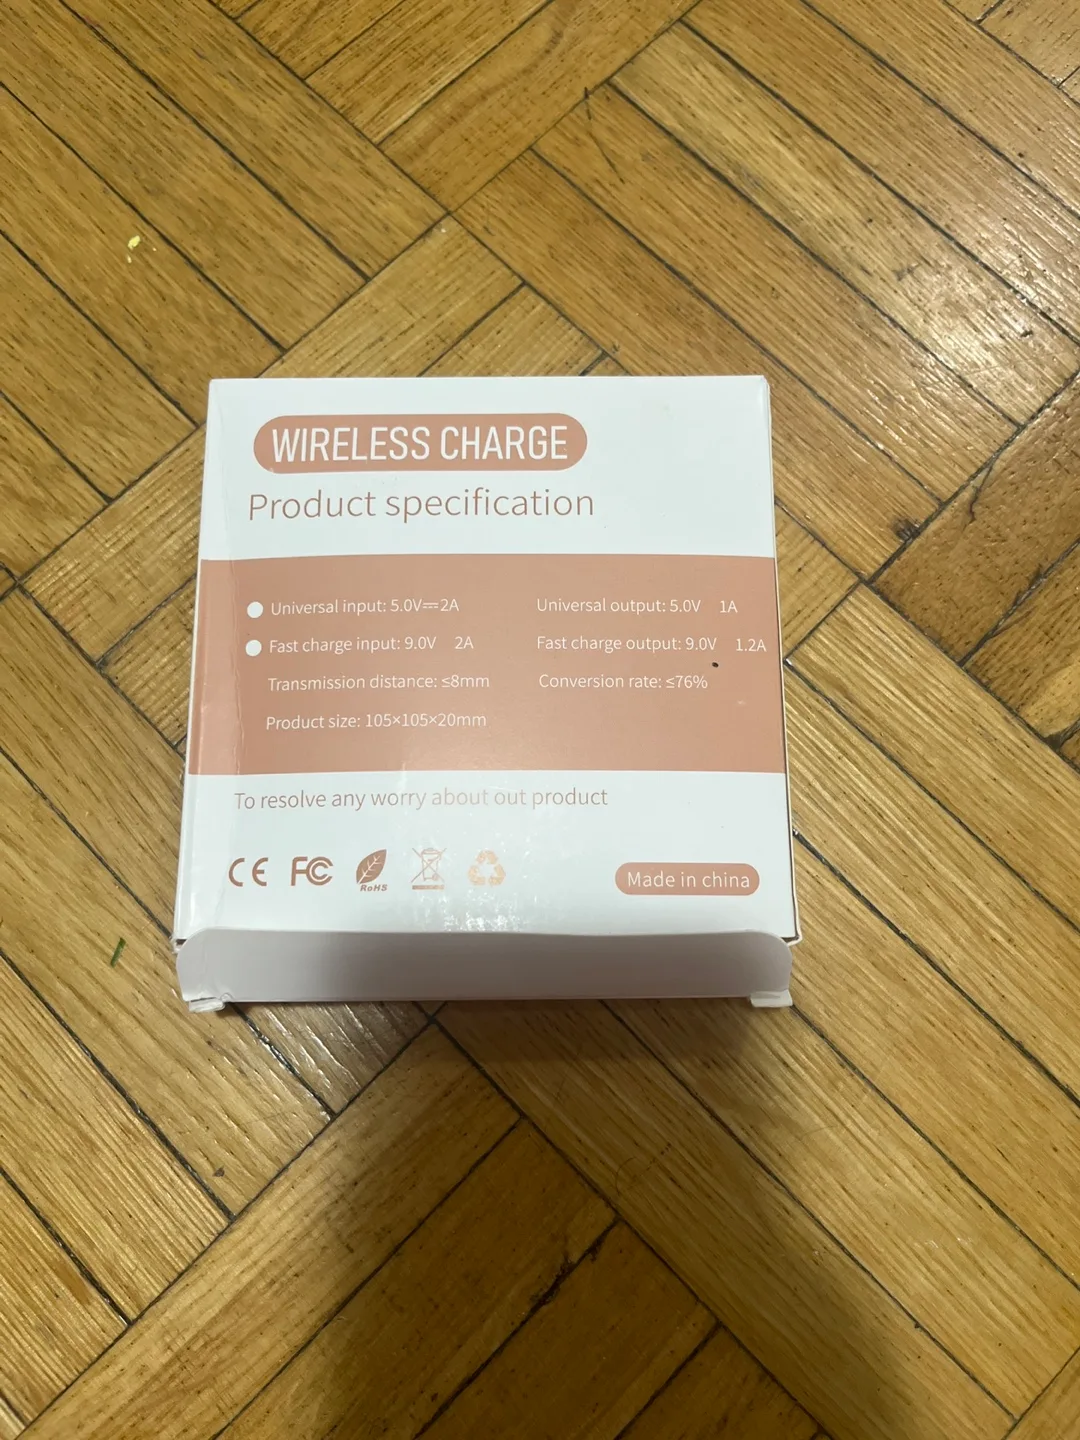 WIRELESS CHARGE
Product specification
Universal input: 5.0V⎓2A
Universal output: 5.0V 1A
Fast charge input: 9.0V 2A
Fast charge output: 9.0V 1.2A
Transmission distance: ≤8mm
Conversion rate: ≤76%
Product size: 105×105×20mm
To resolve any worry about out product
CE FC RoHS
Made in china